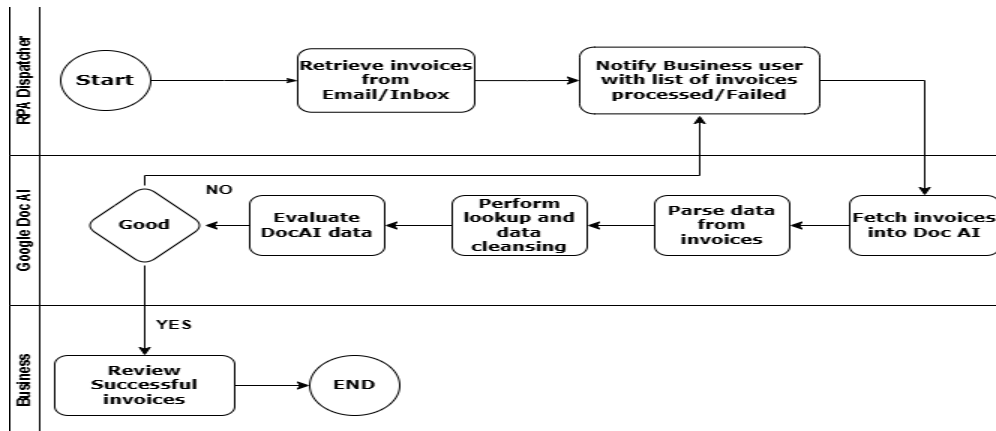 RPA Dispatcher
Start
Retrieve invoices
from
Email/Inbox
Notify Business user
with list of invoices
processed/Failed
Google Doc AI
NO
Good
Evaluate
DocAI data
Perform
lookup and
data
cleansing
Parse data
from
invoices
Fetch invoices
into Doc AI
Business
YES
Review
Successful
invoices
END